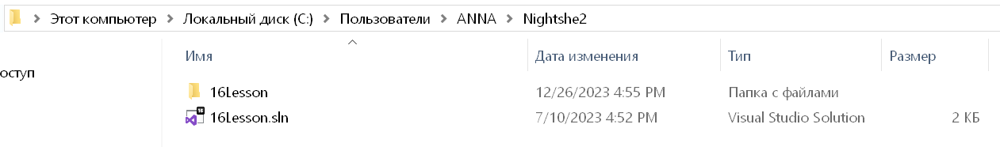 Этот компьютер > Локальный диск (C:) > Пользователи > ANNA > Nightshe2
Имя Дата изменения Тип Размер
оступ
16Lesson 12/26/2023 4:55 PM Папка с файлами
16Lesson.sln 7/10/2023 4:52 PM Visual Studio Solution 2 КБ